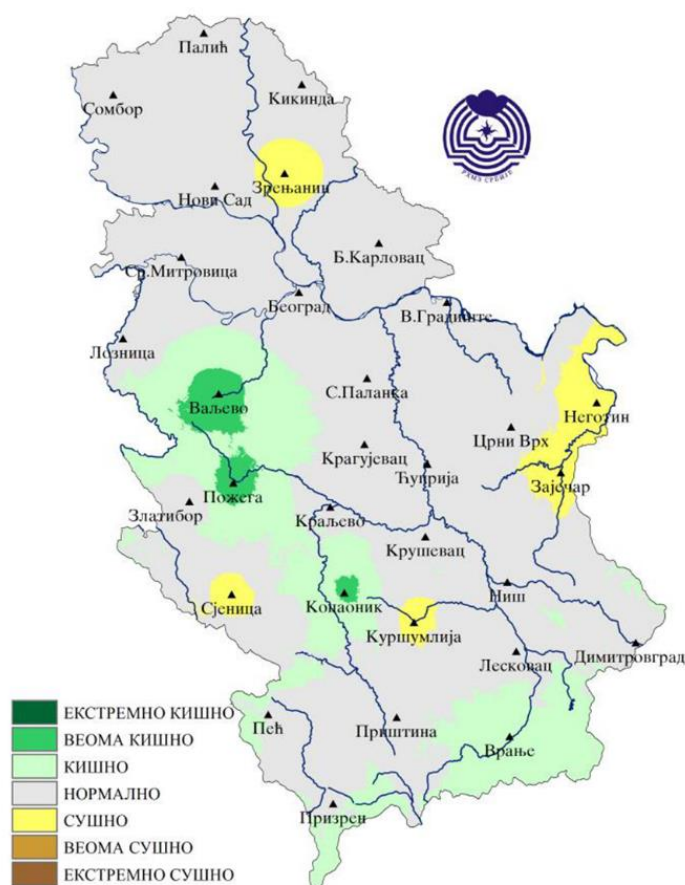 Палић
Сомбор
Кикинда
Зрењанин
Нови Сад
РХМЗ СРБИЈЕ
Б.Карловац
Ср.Митровица
Београд
В.Градиште
Лозница
Ваљево
С.Паланка
Неготин
Црни Врх
Крагујевац
Ћуприја
Зајечар
Пожега
Златибор
Краљево
Крушевац
Ниш
Сјеница
Копаоник
Куршумлија
Лесковац
Димитровград
Пећ
Приштина
Врање
Призрен
ЕКСТРЕМНО КИШНО
ВЕОМА КИШНО
КИШНО
НОРМАЛНО
СУШНО
ВЕОМА СУШНО
ЕКСТРЕМНО СУШНО